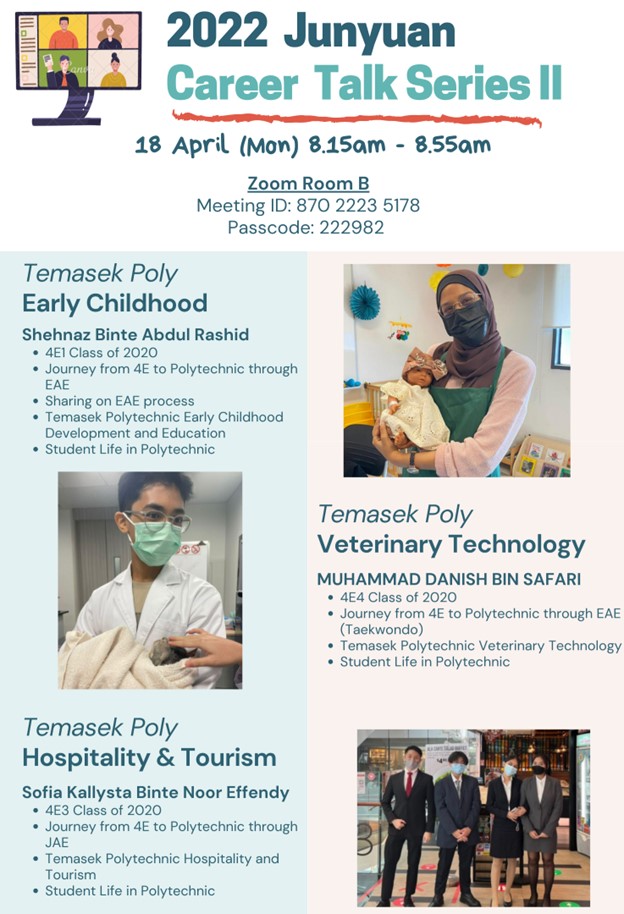 2022 Junyuan
Career Talk Series II
18 April (Mon) 8.15am - 8.55am
Zoom Room B
Meeting ID: 870 2223 5178
Passcode: 222982
Temasek Poly
Early Childhood
Shehnaz Binte Abdul Rashid
• 4E1 Class of 2020
• Journey from 4E to Polytechnic through
EAE
• Sharing on EAE process
• Temasek Polytechnic Early Childhood
Development and Education
• Student Life in Polytechnic
Temasek Poly
Veterinary Technology
MUHAMMAD DANISH BIN SAFARI
• 4E4 Class of 2020
• Journey from 4E to Polytechnic through EAE
(Taekwondo)
• Temasek Polytechnic Veterinary Technology
• Student Life in Polytechnic
Temasek Poly
Hospitality & Tourism
Sofia Kallysta Binte Noor Effendy
• 4E3 Class of 2020
• Journey from 4E to Polytechnic through
JAE
• Temasek Polytechnic Hospitality and
Tourism
• Student Life in Polytechnic